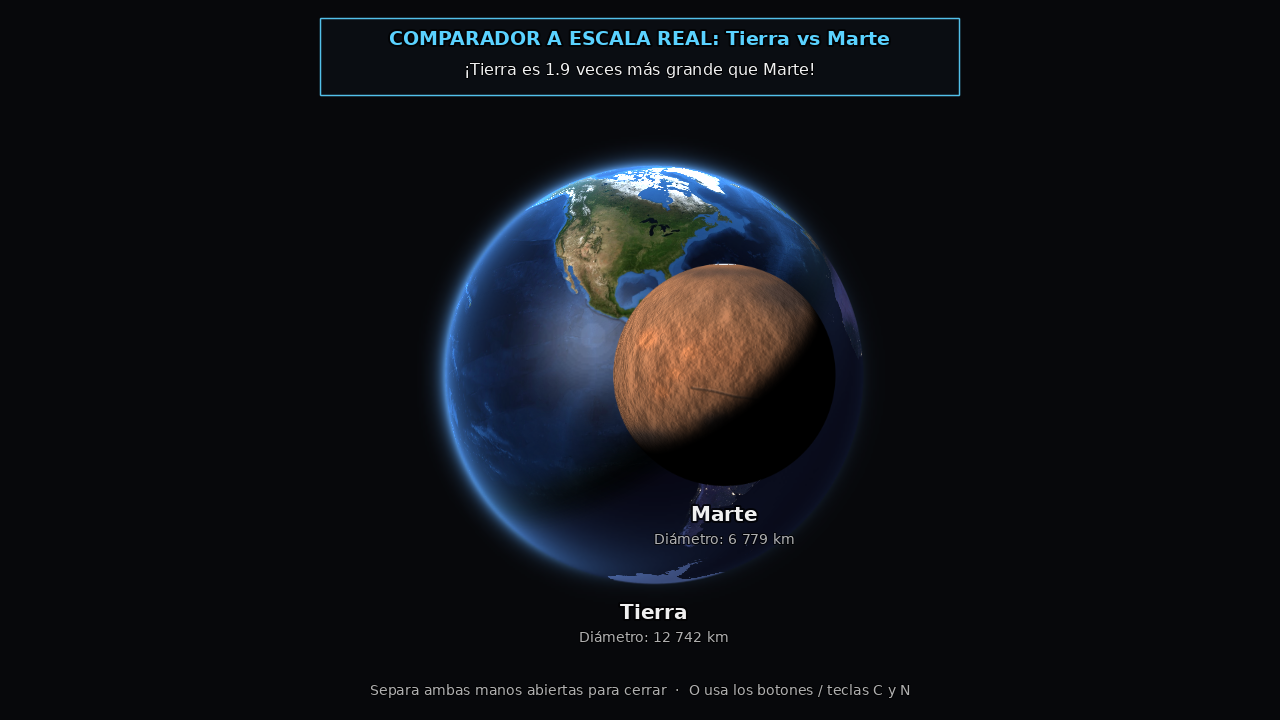 COMPARADOR A ESCALA REAL: Tierra vs Marte
¡Tierra es 1.9 veces más grande que Marte!
Marte
Diámetro: 6 779 km
Tierra
Diámetro: 12 742 km
Separa ambas manos abiertas para cerrar · O usa los botones / teclas C y N